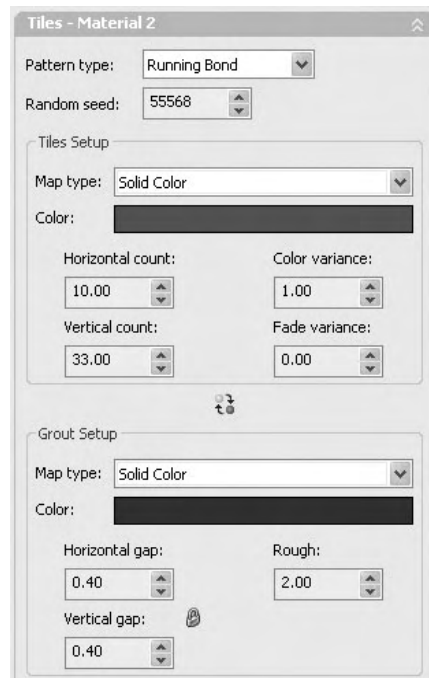 Tiles - Material 2
Pattern type: Running Bond
Random seed: 55568
Tiles Setup
Map type: Solid Color
Color:
Horizontal count: Color variance:
10.00 1.00
Vertical count: Fade variance:
33.00 0.00
Grout Setup
Map type: Solid Color
Color:
Horizontal gap: Rough:
0.40 2.00
Vertical gap:
0.40